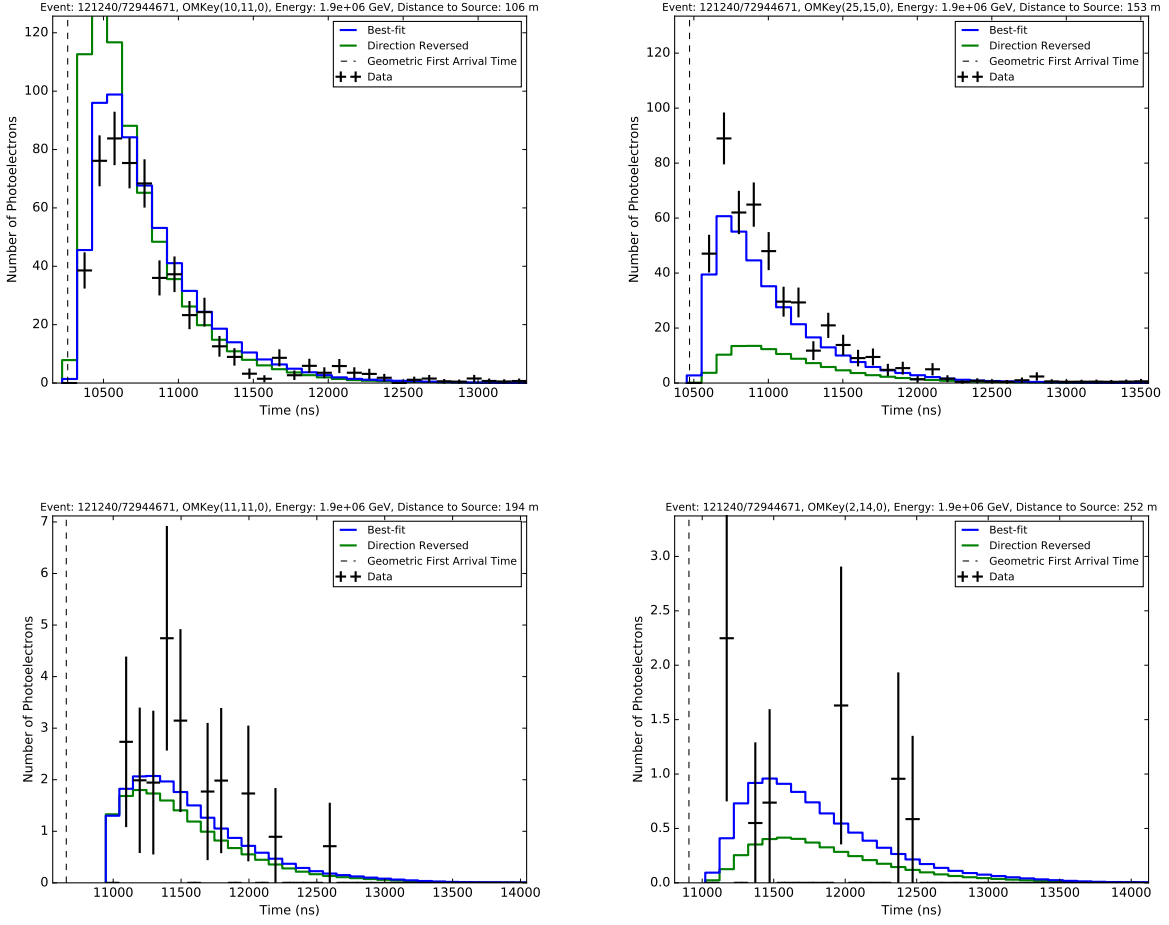 Event: 121240/72944671, OMKey(10,11,0), Energy: 1.9e+06 GeV, Distance to Source: 106 m
Number of Photoelectrons
120
100
80
60
40
20
0
Best-fit
Direction Reversed
Geometric First Arrival Time
Data
10500 11000 11500 12000 12500 13000
Time (ns)
Event: 121240/72944671, OMKey(25,15,0), Energy: 1.9e+06 GeV, Distance to Source: 153 m
Number of Photoelectrons
120
100
80
60
40
20
0
Best-fit
Direction Reversed
Geometric First Arrival Time
Data
10500 11000 11500 12000 12500 13000 13500
Time (ns)
Event: 121240/72944671, OMKey(11,11,0), Energy: 1.9e+06 GeV, Distance to Source: 194 m
Number of Photoelectrons
7
6
5
4
3
2
1
0
Best-fit
Direction Reversed
Geometric First Arrival Time
Data
11000 11500 12000 12500 13000 13500 14000
Time (ns)
Event: 121240/72944671, OMKey(2,14,0), Energy: 1.9e+06 GeV, Distance to Source: 252 m
Number of Photoelectrons
3.0
2.5
2.0
1.5
1.0
0.5
0.0
Best-fit
Direction Reversed
Geometric First Arrival Time
Data
11000 11500 12000 12500 13000 13500 14000
Time (ns)